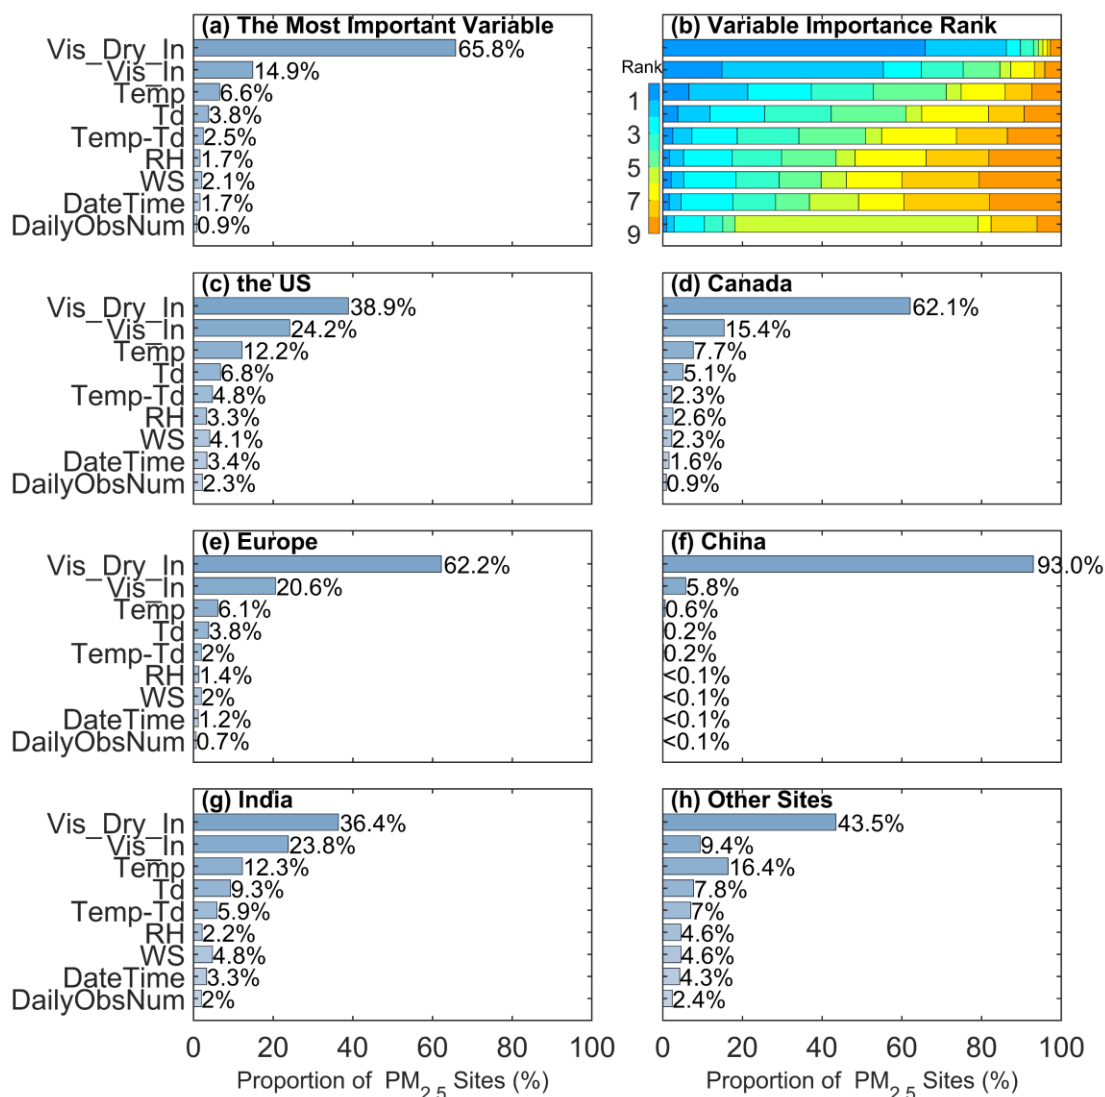 (a) The Most Important Variable
Vis_Dry_In 65.8%
Vis_In 14.9%
Temp 6.6%
Td 3.8%
Temp-Td 2.5%
RH 1.7%
WS 2.1%
DateTime 1.7%
DailyObsNum 0.9%
(b) Variable Importance Rank
Rank
1
3
5
7
9
(c) the US
Vis_Dry_In 38.9%
Vis_In 24.2%
Temp 12.2%
Td 6.8%
Temp-Td 4.8%
RH 3.3%
WS 4.1%
DateTime 3.4%
DailyObsNum 2.3%
(d) Canada
62.1%
15.4%
7.7%
5.1%
2.3%
2.6%
2.3%
1.6%
0.9%
(e) Europe
Vis_Dry_In 62.2%
Vis_In 20.6%
Temp 6.1%
Td 3.8%
Temp-Td 2%
RH 1.4%
WS 2%
DateTime 1.2%
DailyObsNum 0.7%
(f) China
93.0%
5.8%
0.6%
0.2%
0.2%
<0.1%
<0.1%
<0.1%
<0.1%
(g) India
Vis_Dry_In 36.4%
Vis_In 23.8%
Temp 12.3%
Td 9.3%
Temp-Td 5.9%
RH 2.2%
WS 4.8%
DateTime 3.3%
DailyObsNum 2%
0 20 40 60 80 100
Proportion of PM2.5 Sites (%)
(h) Other Sites
43.5%
9.4%
16.4%
7.8%
7%
4.6%
4.6%
4.3%
2.4%
0 20 40 60 80 100
Proportion of PM2.5 Sites (%)